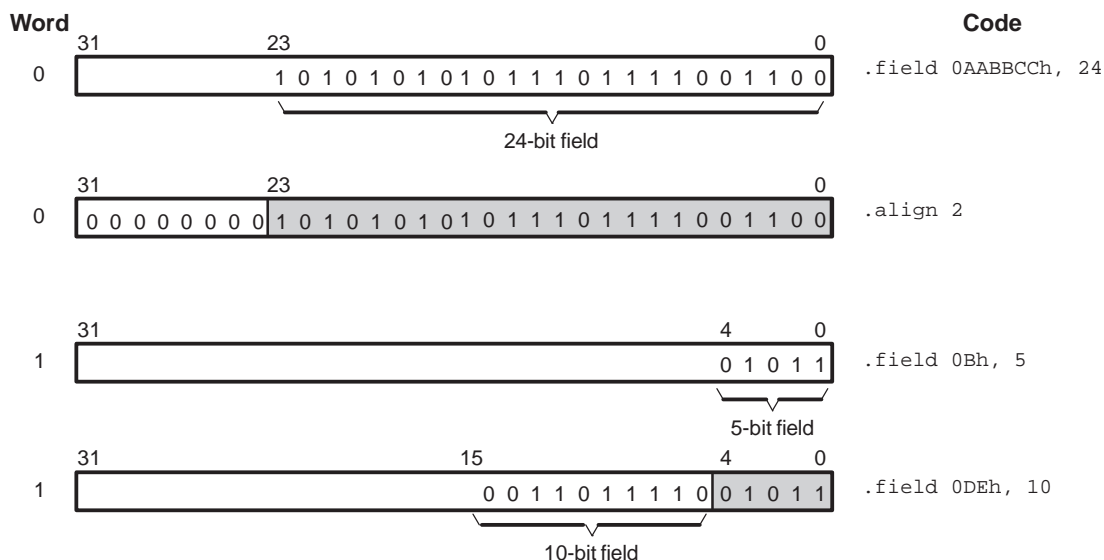 Word
Code
31 23 0
0 1 0 1 0 1 0 1 0 1 0 1 1 1 0 1 1 1 1 0 0 1 1 0 0 .field 0AABBCCh, 24
24-bit field
31 23 0
0 0 0 0 0 0 0 0 0 1 0 1 0 1 0 1 0 1 0 1 1 1 0 1 1 1 1 0 0 1 1 0 0 .align 2
31 4 0
1 0 1 0 1 1 .field 0Bh, 5
5-bit field
31 15 4 0
1 0 0 1 1 0 1 1 1 1 0 0 1 0 1 1 .field 0DEh, 10
10-bit field